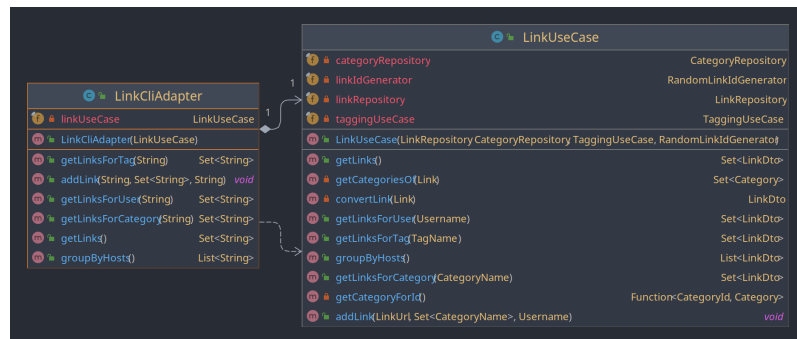 LinkUseCase
categoryRepository CategoryRepository
linkIdGenerator RandomLinkIdGenerator
linkRepository LinkRepository
taggingUseCase TaggingUseCase
LinkUseCase(LinkRepository, CategoryRepository, TaggingUseCase, RandomLinkIdGenerator)
getLinks() Set<LinkDto>
getCategoriesOf(Link) Set<Category>
convertLink(Link) LinkDto
getLinksForUser(Username) Set<LinkDto>
getLinksForTag(TagName) Set<LinkDto>
groupByHosts() List<LinkDto>
getLinksForCategory(CategoryName) Set<LinkDto>
getCategoryForId() Function<CategoryId, Category>
addLink(LinkUrl, Set<CategoryName>, Username) void
LinkCliAdapter
linkUseCase LinkUseCase
LinkCliAdapter(LinkUseCase)
getLinksForTag(String) Set<String>
addLink(String, Set<String>, String) void
getLinksForUser(String) Set<String>
getLinksForCategory(String) Set<String>
getLinks() Set<String>
groupByHosts() List<String>
1
1